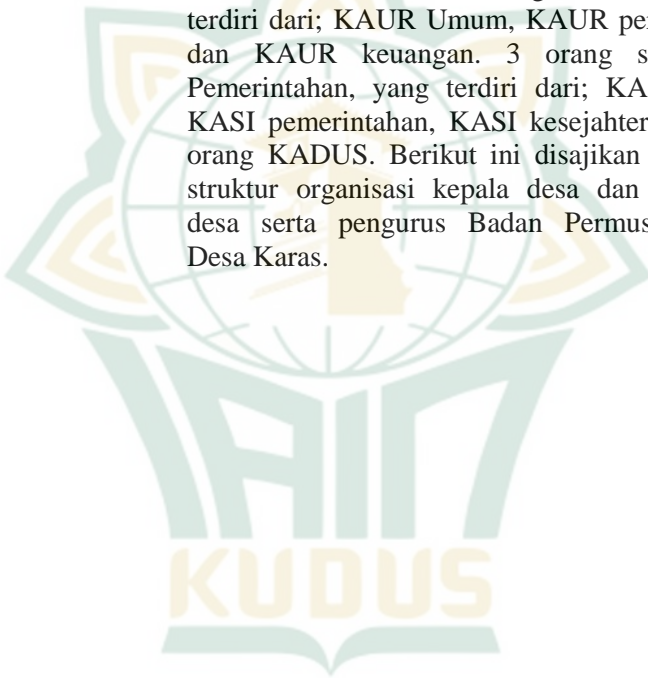 terdiri dari; KAUR Umum, KAUR
dan KAUR keuangan. 3 orang
Pemerintahan, yang terdiri dari;
KASI pemerintahan, KASI
orang KADUS. Berikut ini disajikan
struktur organisasi kepala desa dan
desa serta pengurus Badan
Desa Karas.
IAIN
KUDUS